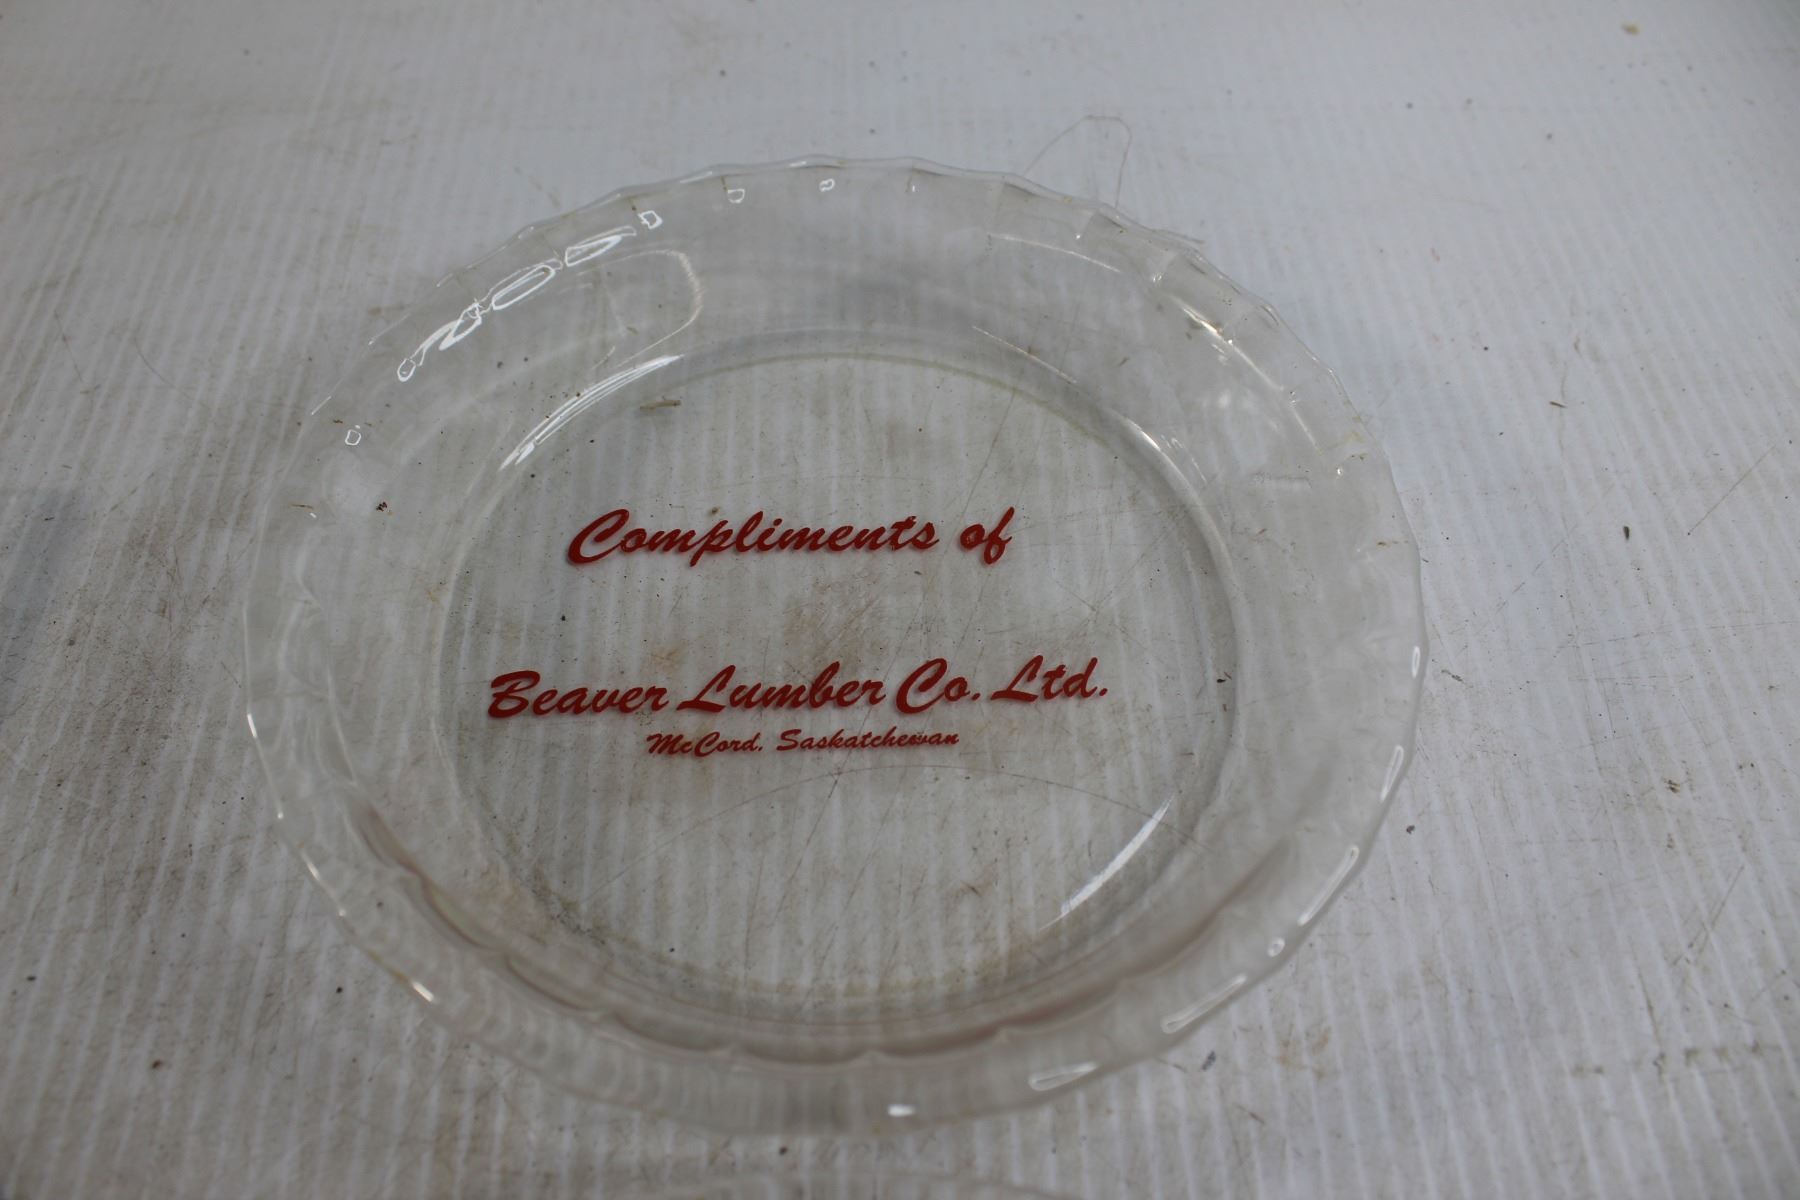 Compliments of
Beaver Lumber Co. Ltd.
McCord, Saskatchewan